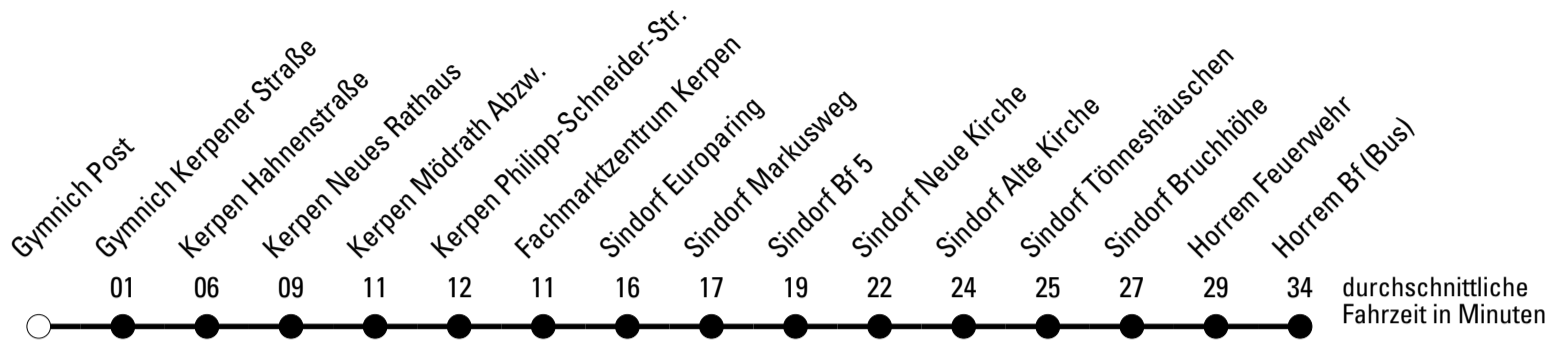 Gymnich Post
Gymnich Kerpener Straße
Kerpen Hahnenstraße
Kerpen Neues Rathaus
Kerpen Mödrath Abzw.
Kerpen Philipp-Schneider-Str.
Fachmarktzentrum Kerpen
Sindorf Europaring
Sindorf Markusweg
Sindorf Bf 5
Sindorf Neue Kirche
Sindorf Alte Kirche
Sindorf Tönneshäuschen
Sindorf Bruchhöhe
Horrem Feuerwehr
Horrem Bf (Bus)
01 06 09 11 12 11 16 17 19 22 24 25 27 29 34
durchschnittliche
Fahrzeit in Minuten